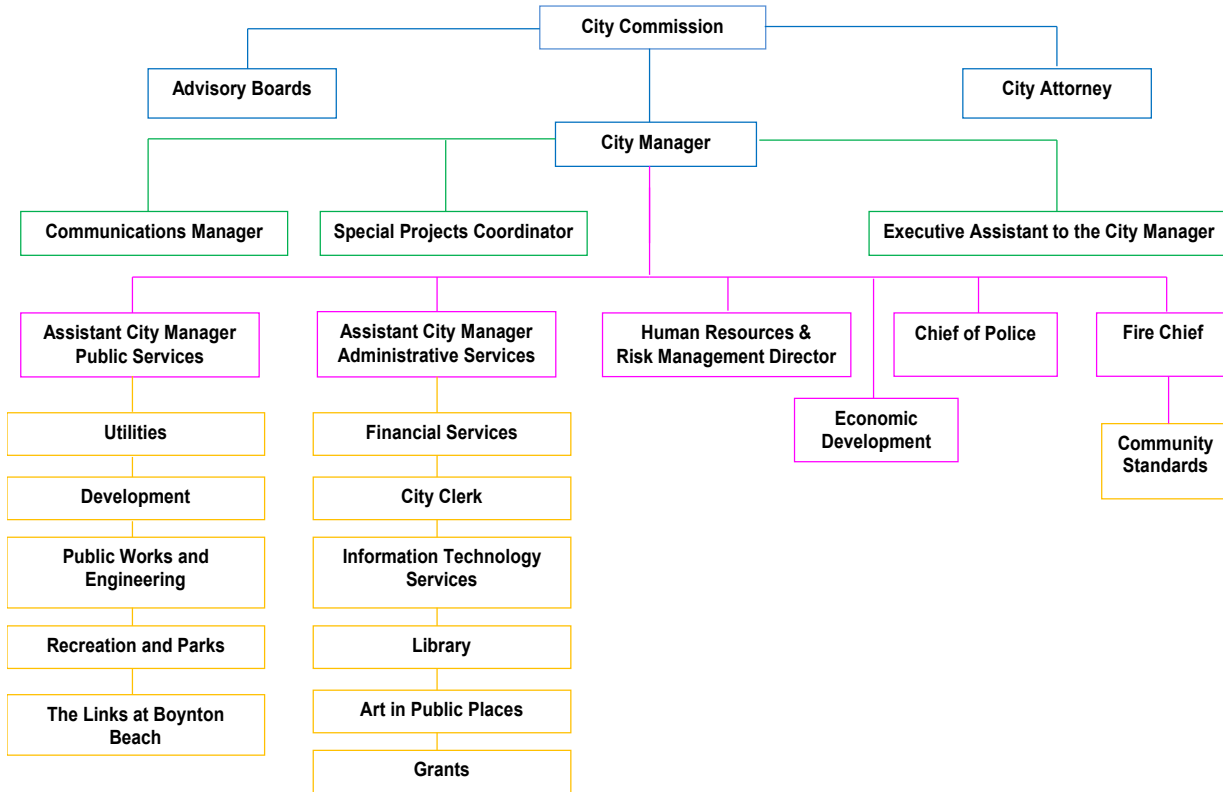 City Commission
Advisory Boards
City Attorney
City Manager
Communications Manager
Special Projects Coordinator
Executive Assistant to the City Manager
Assistant City Manager
Public Services
Assistant City Manager
Administrative Services
Human Resources &
Risk Management Director
Chief of Police
Fire Chief
Economic
Development
Community
Standards
Utilities
Development
Public Works and
Engineering
Recreation and Parks
The Links at Boynton
Beach
Financial Services
City Clerk
Information Technology
Services
Library
Art in Public Places
Grants